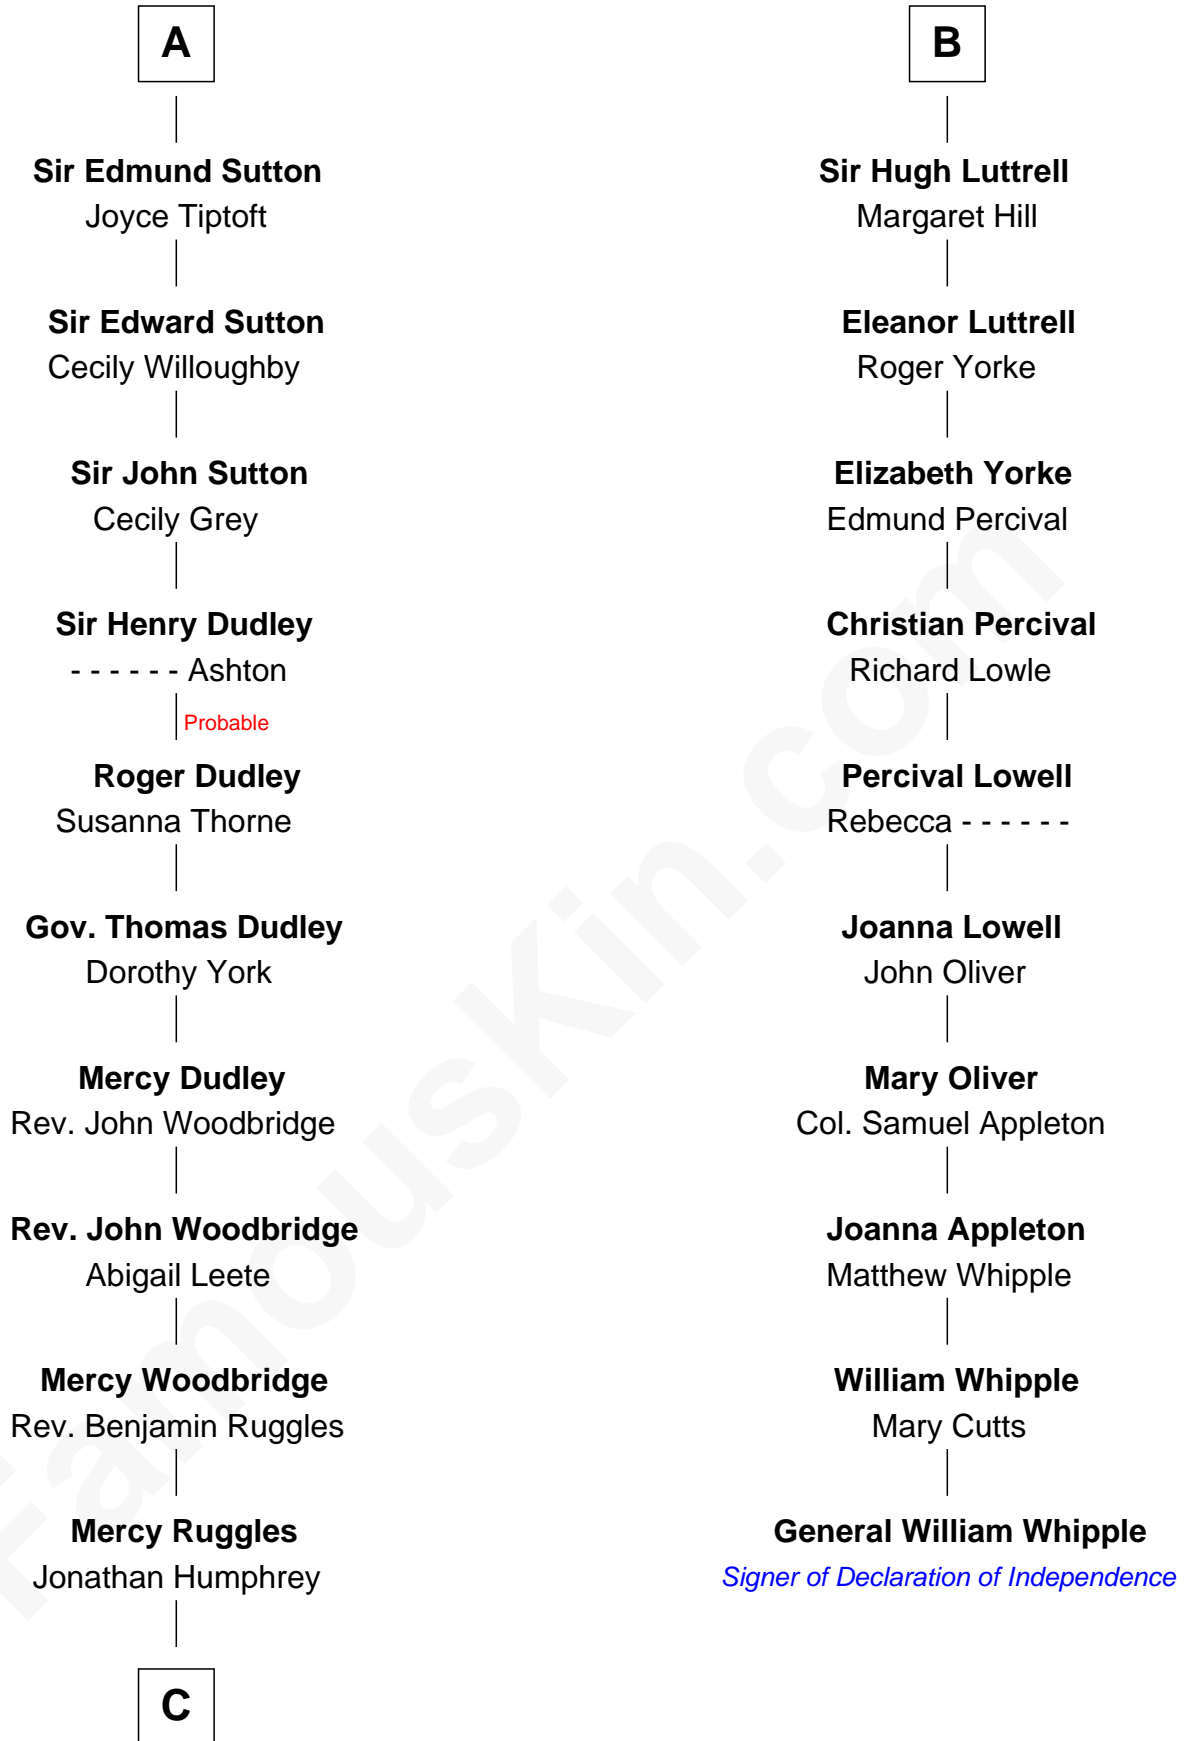 A
Sir Edmund Sutton
Joyce Tiptoft
Sir Edward Sutton
Cecily Willoughby
Sir John Sutton
Cecily Grey
Sir Henry Dudley
- - - - - - Ashton
Probable
Roger Dudley
Susanna Thorne
Gov. Thomas Dudley
Dorothy York
Mercy Dudley
Rev. John Woodbridge
Rev. John Woodbridge
Abigail Leete
Mercy Woodbridge
Rev. Benjamin Ruggles
Mercy Ruggles
Jonathan Humphrey
C
B
Sir Hugh Luttrell
Margaret Hill
Eleanor Luttrell
Roger Yorke
Elizabeth Yorke
Edmund Percival
Christian Percival
Richard Lowle
Percival Lowell
Rebecca - - - - - -
Joanna Lowell
John Oliver
Mary Oliver
Col. Samuel Appleton
Joanna Appleton
Matthew Whipple
William Whipple
Mary Cutts
General William Whipple
Signer of Declaration of Independence
FamousKin.com